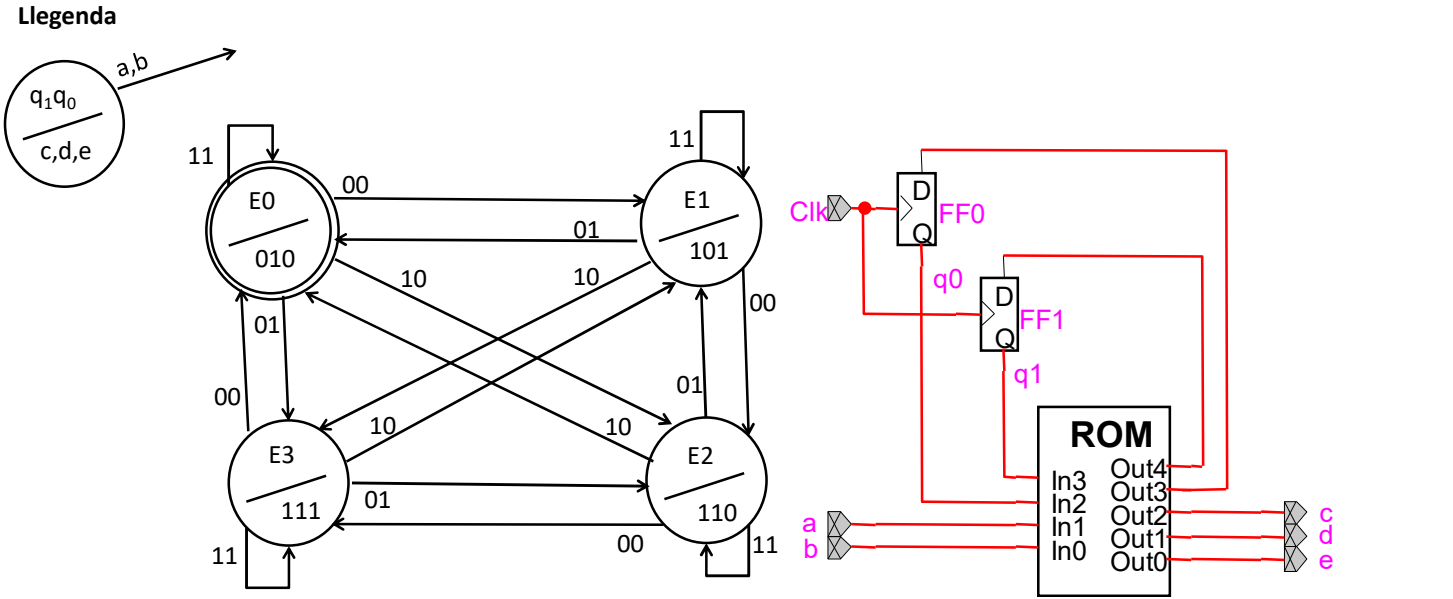 Llegenda
a,b
q₁q₀
c,d,e
11
E0
010
00
01
10
01
11
E1
101
10
00
00
E3
111
11
10
01
10
01
E2
110
00
11
Clk
D
Q
FF0
q0
D
Q
FF1
q1
ROM
In3
In2
In1
In0
Out4
Out3
Out2
Out1
Out0
a
b
c
d
e